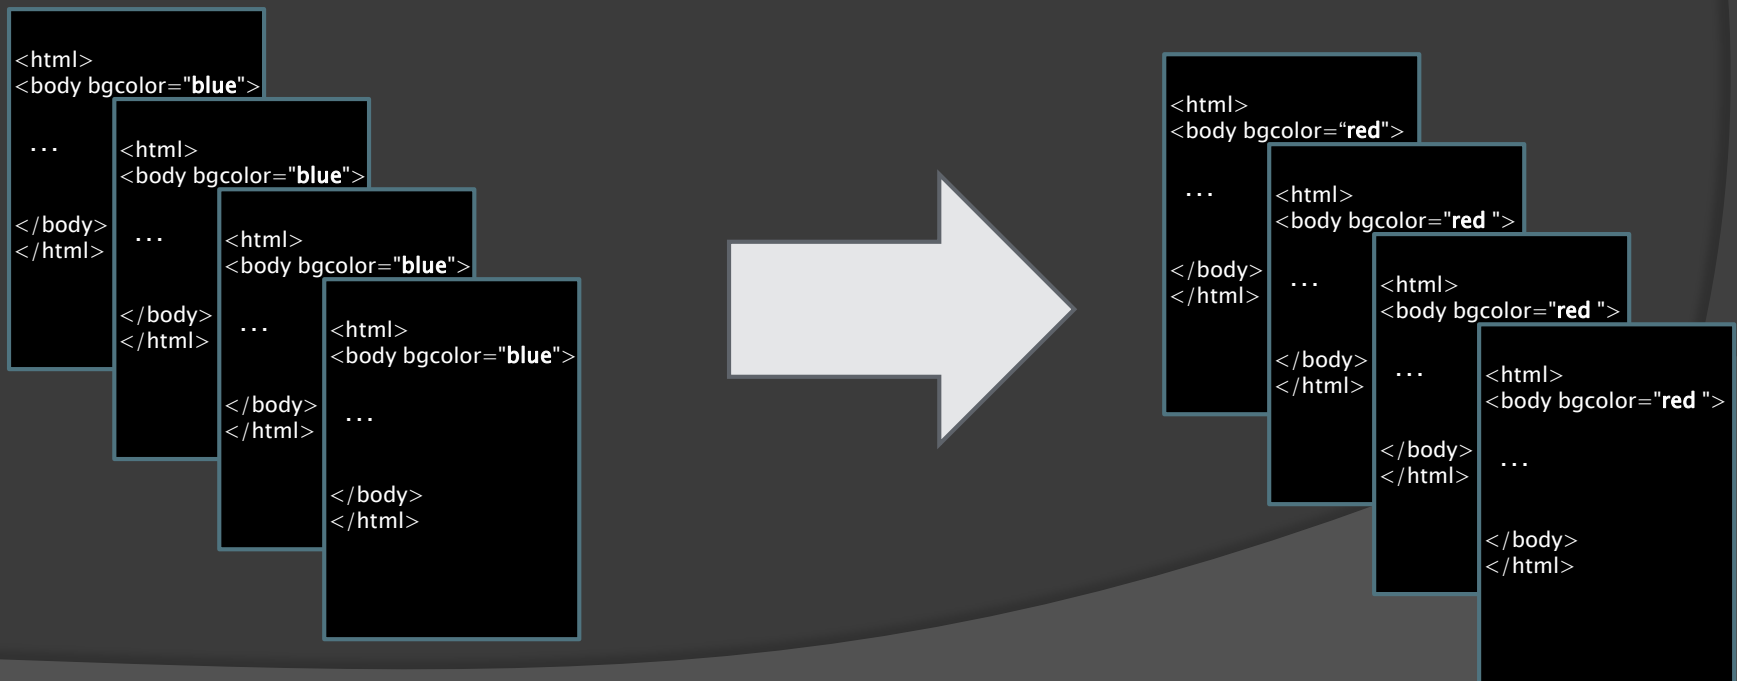 <html>
<body bgcolor="blue">
...
</body>
</html>
<html>
<body bgcolor="blue">
...
</body>
</html>
<html>
<body bgcolor="blue">
...
</body>
</html>
<html>
<body bgcolor="blue">
...
</body>
</html>
<html>
<body bgcolor=“red">
...
</body>
</html>
<html>
<body bgcolor="red ">
...
</body>
</html>
<html>
<body bgcolor="red ">
...
</body>
</html>
<html>
<body bgcolor="red ">
...
</body>
</html>